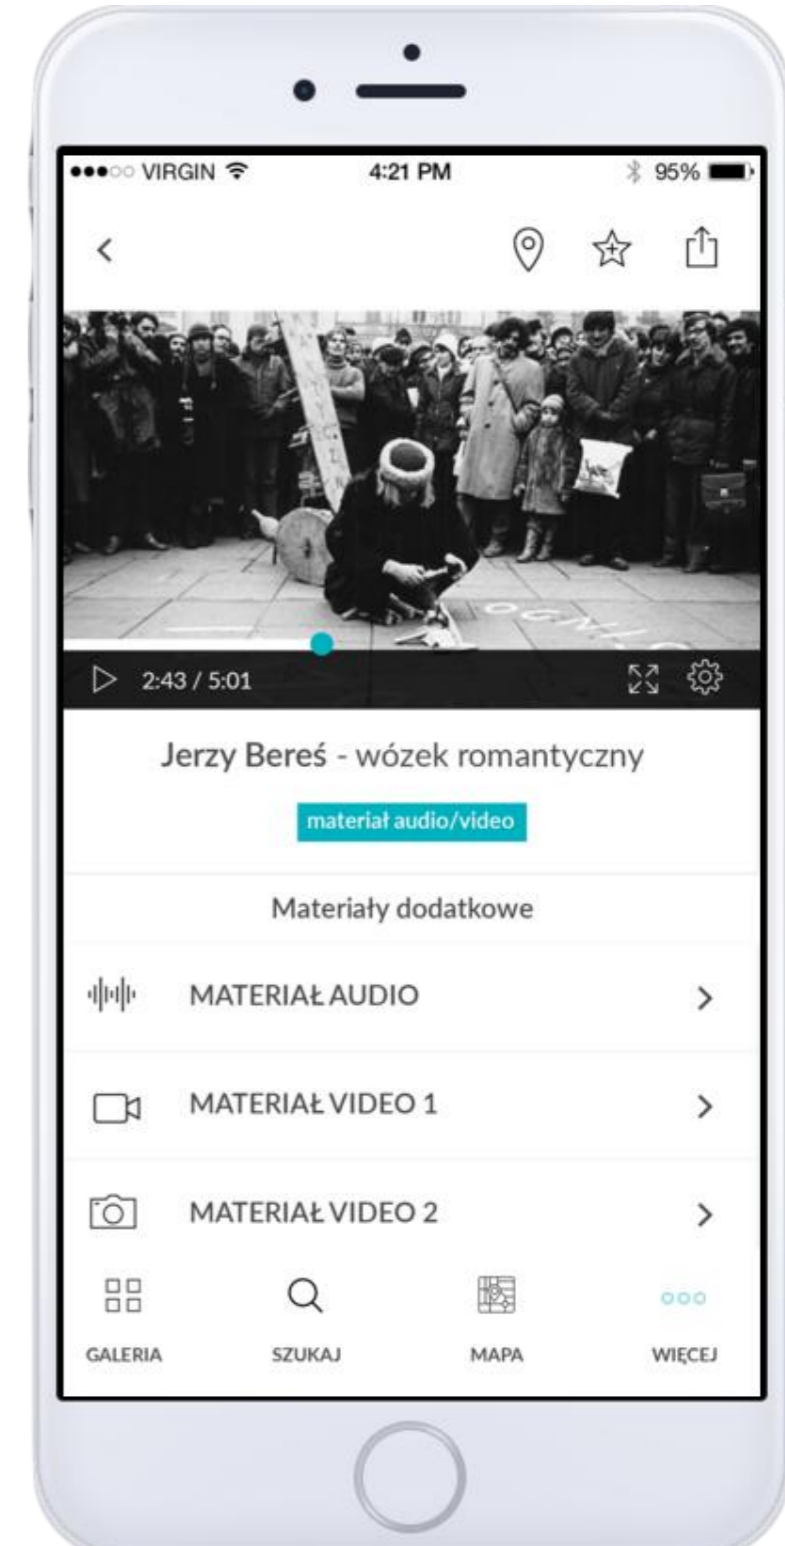 VIRGIN 4:21 PM 95%
OGNI
2:43 / 5:01
Jerzy Bereś - wózek romantyczny
materiał audio/video
Materiały dodatkowe
MATERIAŁ AUDIO
MATERIAŁ VIDEO 1
MATERIAŁ VIDEO 2
GALERIA SZUKAJ MAPA WIĘCEJ